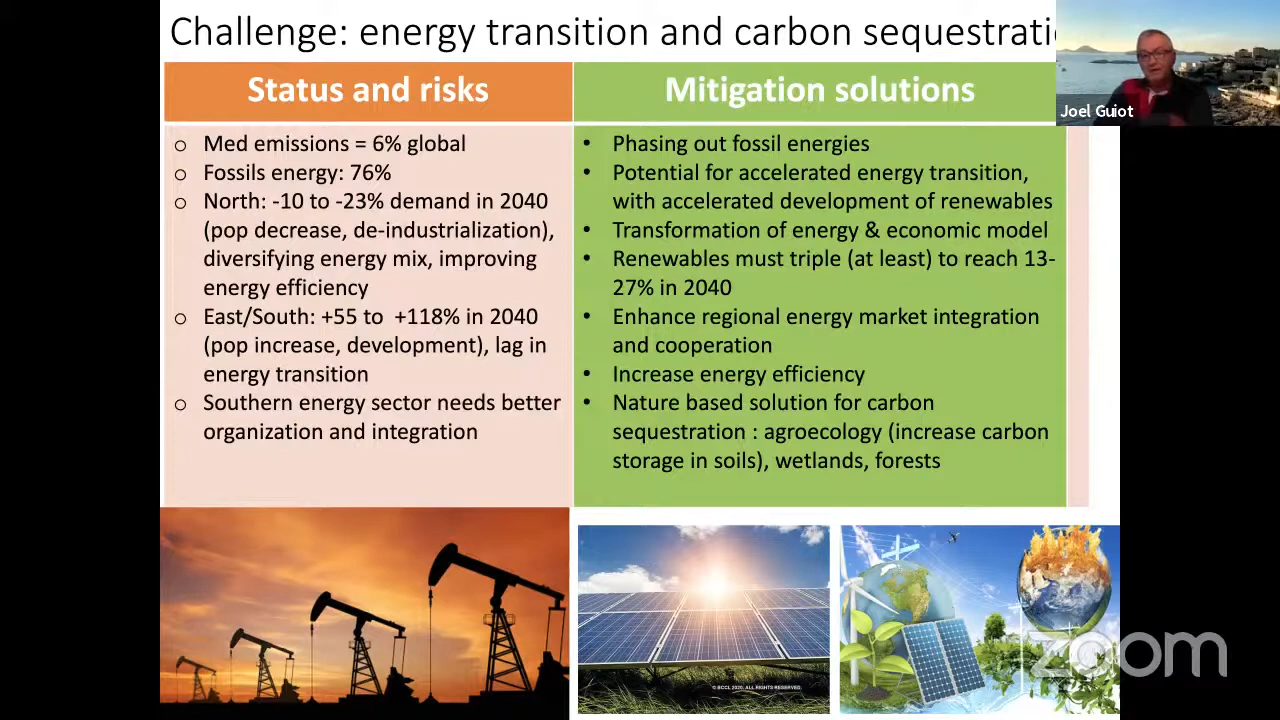 Challenge: energy transition and carbon sequestrati
Joel Guiot
Status and risks
Mitigation solutions
o Med emissions = 6% global
o Fossils energy: 76%
o North: -10 to -23% demand in 2040
(pop decrease, de-industrialization),
diversifying energy mix, improving
energy efficiency
o East/South: +55 to +118% in 2040
(pop increase, development), lag in
energy transition
o Southern energy sector needs better
organization and integration
• Phasing out fossil energies
• Potential for accelerated energy transition,
with accelerated development of renewables
• Transformation of energy & economic model
• Renewables must triple (at least) to reach 13-
27% in 2040
• Enhance regional energy market integration
and cooperation
• Increase energy efficiency
• Nature based solution for carbon
sequestration : agroecology (increase carbon
storage in soils), wetlands, forests
© BCCL 2020. ALL RIGHTS RESERVED.
zoom